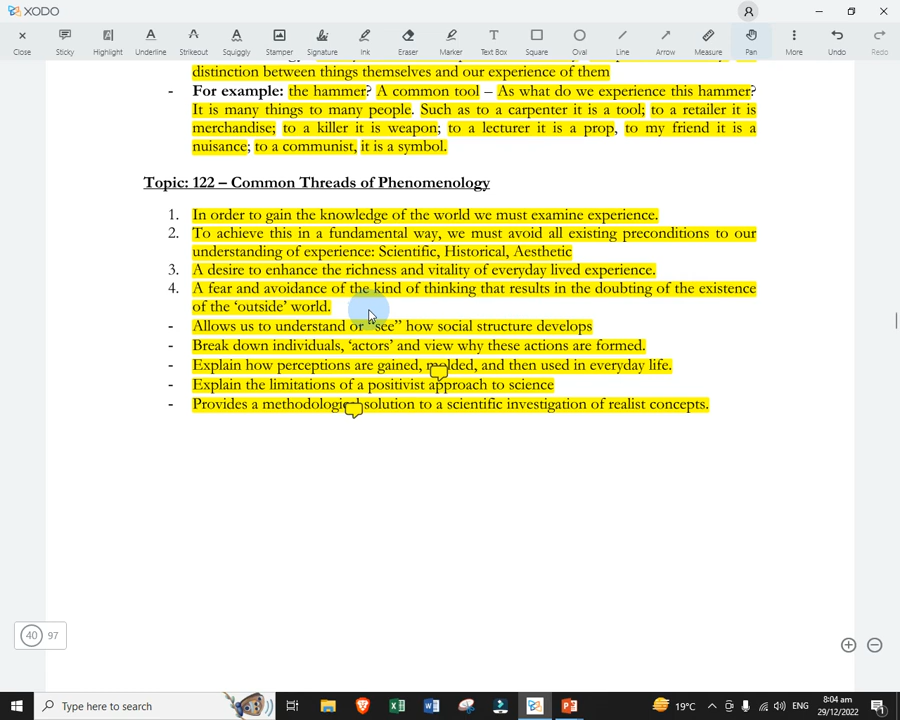 XODO
Close
Sticky
Highlight
Underline
Strikeout
Squiggly
Stamper
Signature
Ink
Eraser
Marker
Text Box
Square
Oval
Line
Arrow
Measure
Pan
More
Undo
Redo
distinction between things themselves and our experience of them
- For example: the hammer? A common tool – As what do we experience this hammer?
It is many things to many people. Such as to a carpenter it is a tool; to a retailer it is
merchandise; to a killer it is weapon; to a lecturer it is a prop, to my friend it is a
nuisance; to a communist, it is a symbol.
Topic: 122 – Common Threads of Phenomenology
1. In order to gain the knowledge of the world we must examine experience.
2. To achieve this in a fundamental way, we must avoid all existing preconditions to our
understanding of experience: Scientific, Historical, Aesthetic
3. A desire to enhance the richness and vitality of everyday lived experience.
4. A fear and avoidance of the kind of thinking that results in the doubting of the existence
of the ‘outside’ world.
- Allows us to understand or “see” how social structure develops
- Break down individuals, ‘actors’ and view why these actions are formed.
- Explain how perceptions are gained, molded, and then used in everyday life.
- Explain the limitations of a positivist approach to science
- Provides a methodological solution to a scientific investigation of realist concepts.
40 97
Type here to search
19°C
ENG
8:04 am
29/12/2022
1